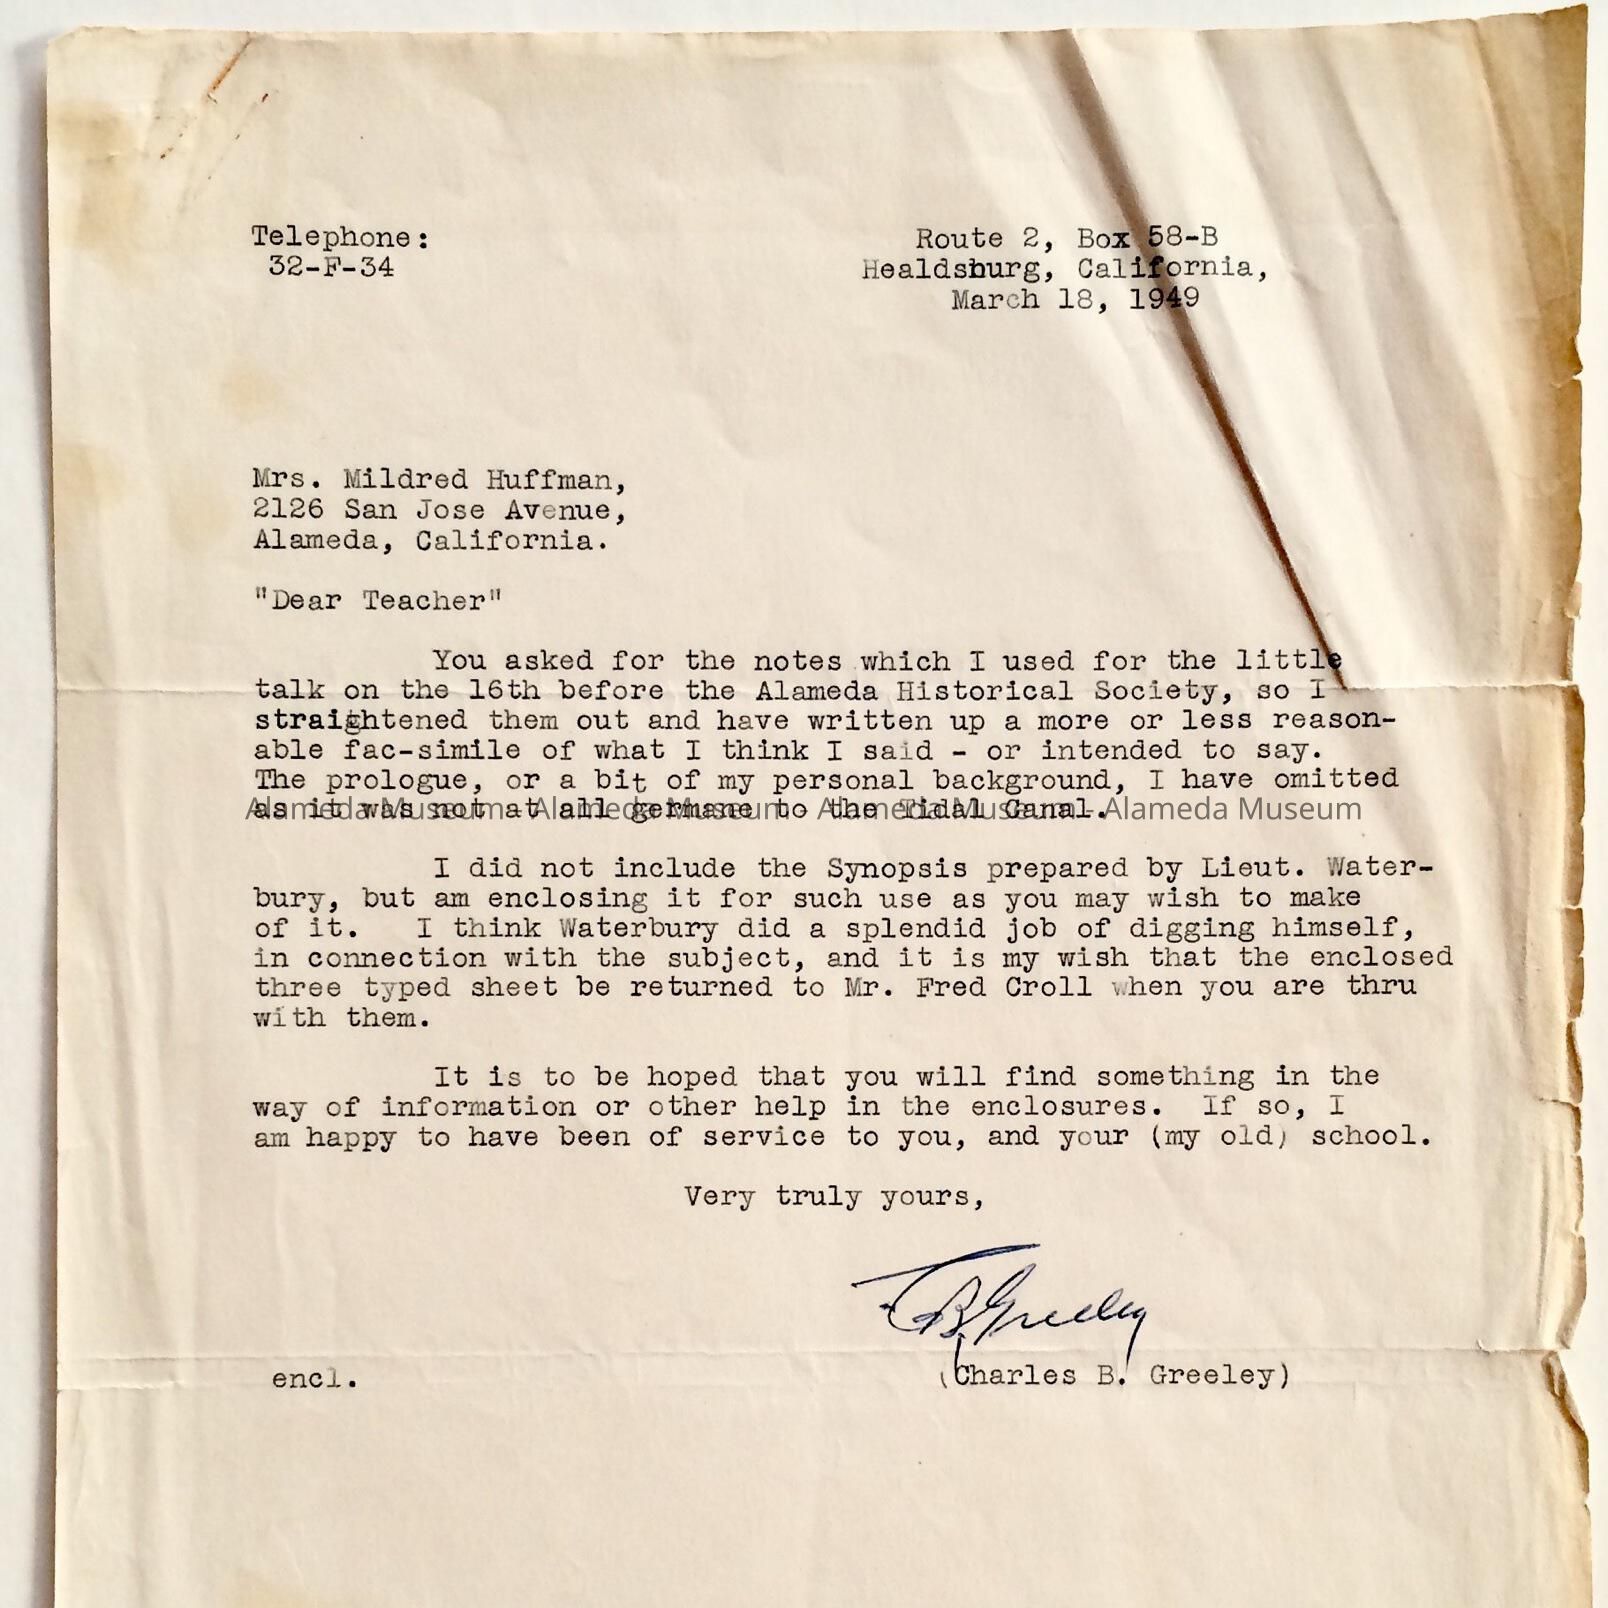 Telephone:
32-F-34
Route 2, Box 58-B
Healdsburg, California,
March 18, 1949
Mrs. Mildred Huffman,
2126 San Jose Avenue,
Alameda, California.
"Dear Teacher"
You asked for the notes which I used for the little
talk on the 16th before the Alameda Historical Society, so I
straightened them out and have written up a more or less reason-
able fac-simile of what I think I said - or intended to say.
The prologue, or a bit of my personal background, I have omitted
as it was not at all germane to the Tidal Canal.
Alameda Museum - Alameda Museum - Alameda Museum - Alameda Museum
I did not include the Synopsis prepared by Lieut. Water-
bury, but am enclosing it for such use as you may wish to make
of it. I think Waterbury did a splendid job of digging himself,
in connection with the subject, and it is my wish that the enclosed
three typed sheet be returned to Mr. Fred Croll when you are thru
with them.
It is to be hoped that you will find something in the
way of information or other help in the enclosures. If so, I
am happy to have been of service to you, and your (my old) school.
Very truly yours,
CB Greeley
encl.
(Charles B. Greeley)